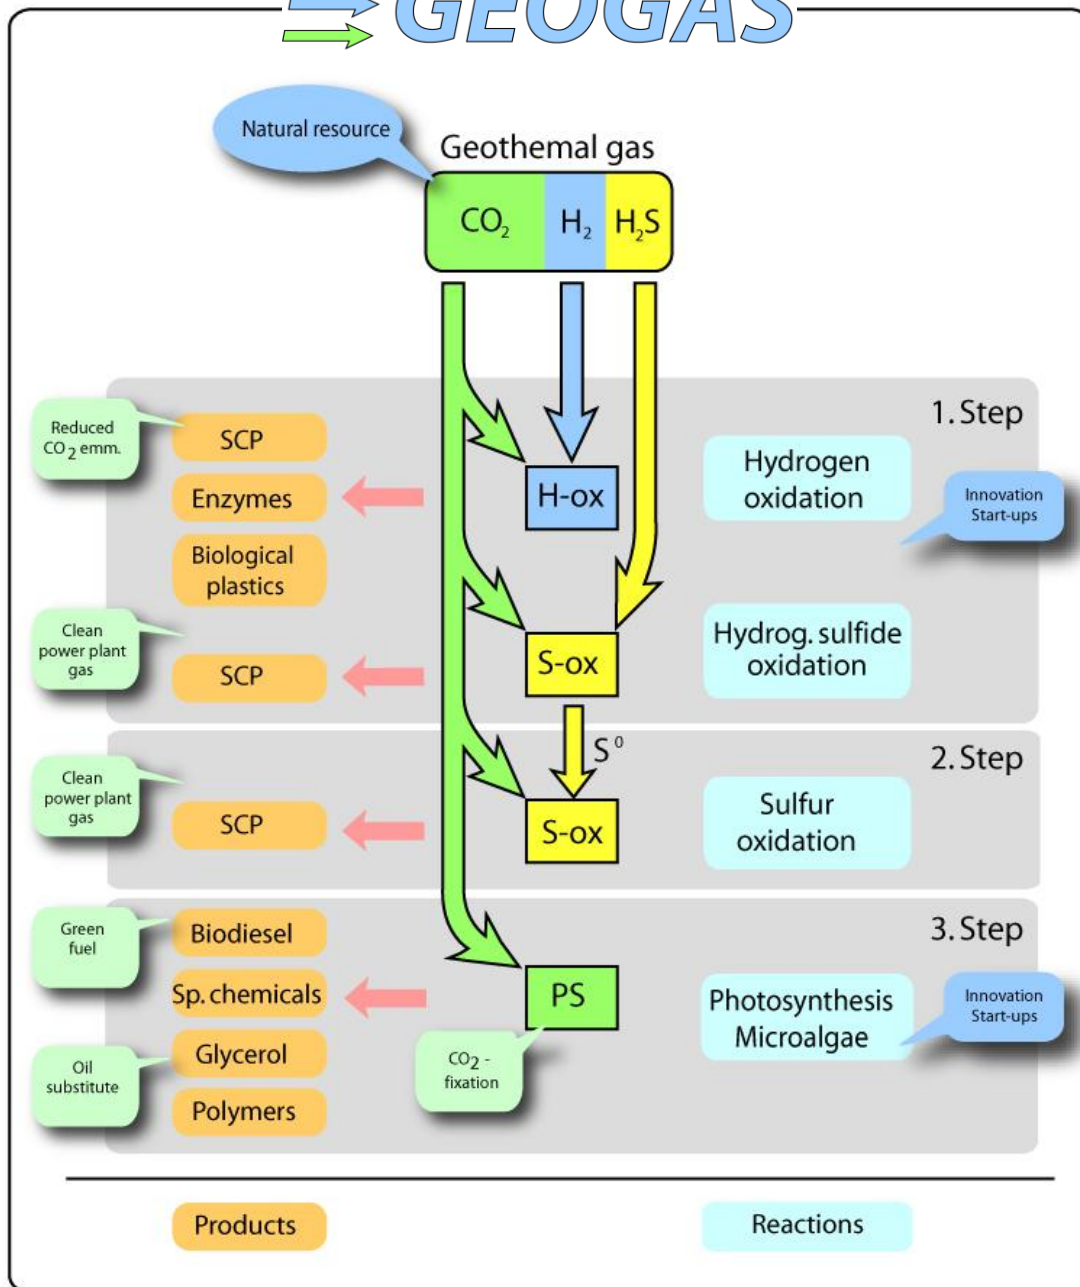 GEOGAS
Natural resource
Geothemal gas
CO₂ H₂ H₂S
1. Step
Reduced
CO₂ emm.
SCP
Enzymes
Biological
plastics
H-ox
Hydrogen
oxidation
Innovation
Start-ups
Clean
power plant
gas
SCP
S-ox
Hydrog. sulfide
oxidation
S⁰
2. Step
Clean
power plant
gas
SCP
S-ox
Sulfur
oxidation
3. Step
Green
fuel
Biodiesel
Sp. chemicals
Glycerol
Polymers
Oil
substitute
PS
CO₂ -
fixation
Photosynthesis
Microalgae
Innovation
Start-ups
Products
Reactions